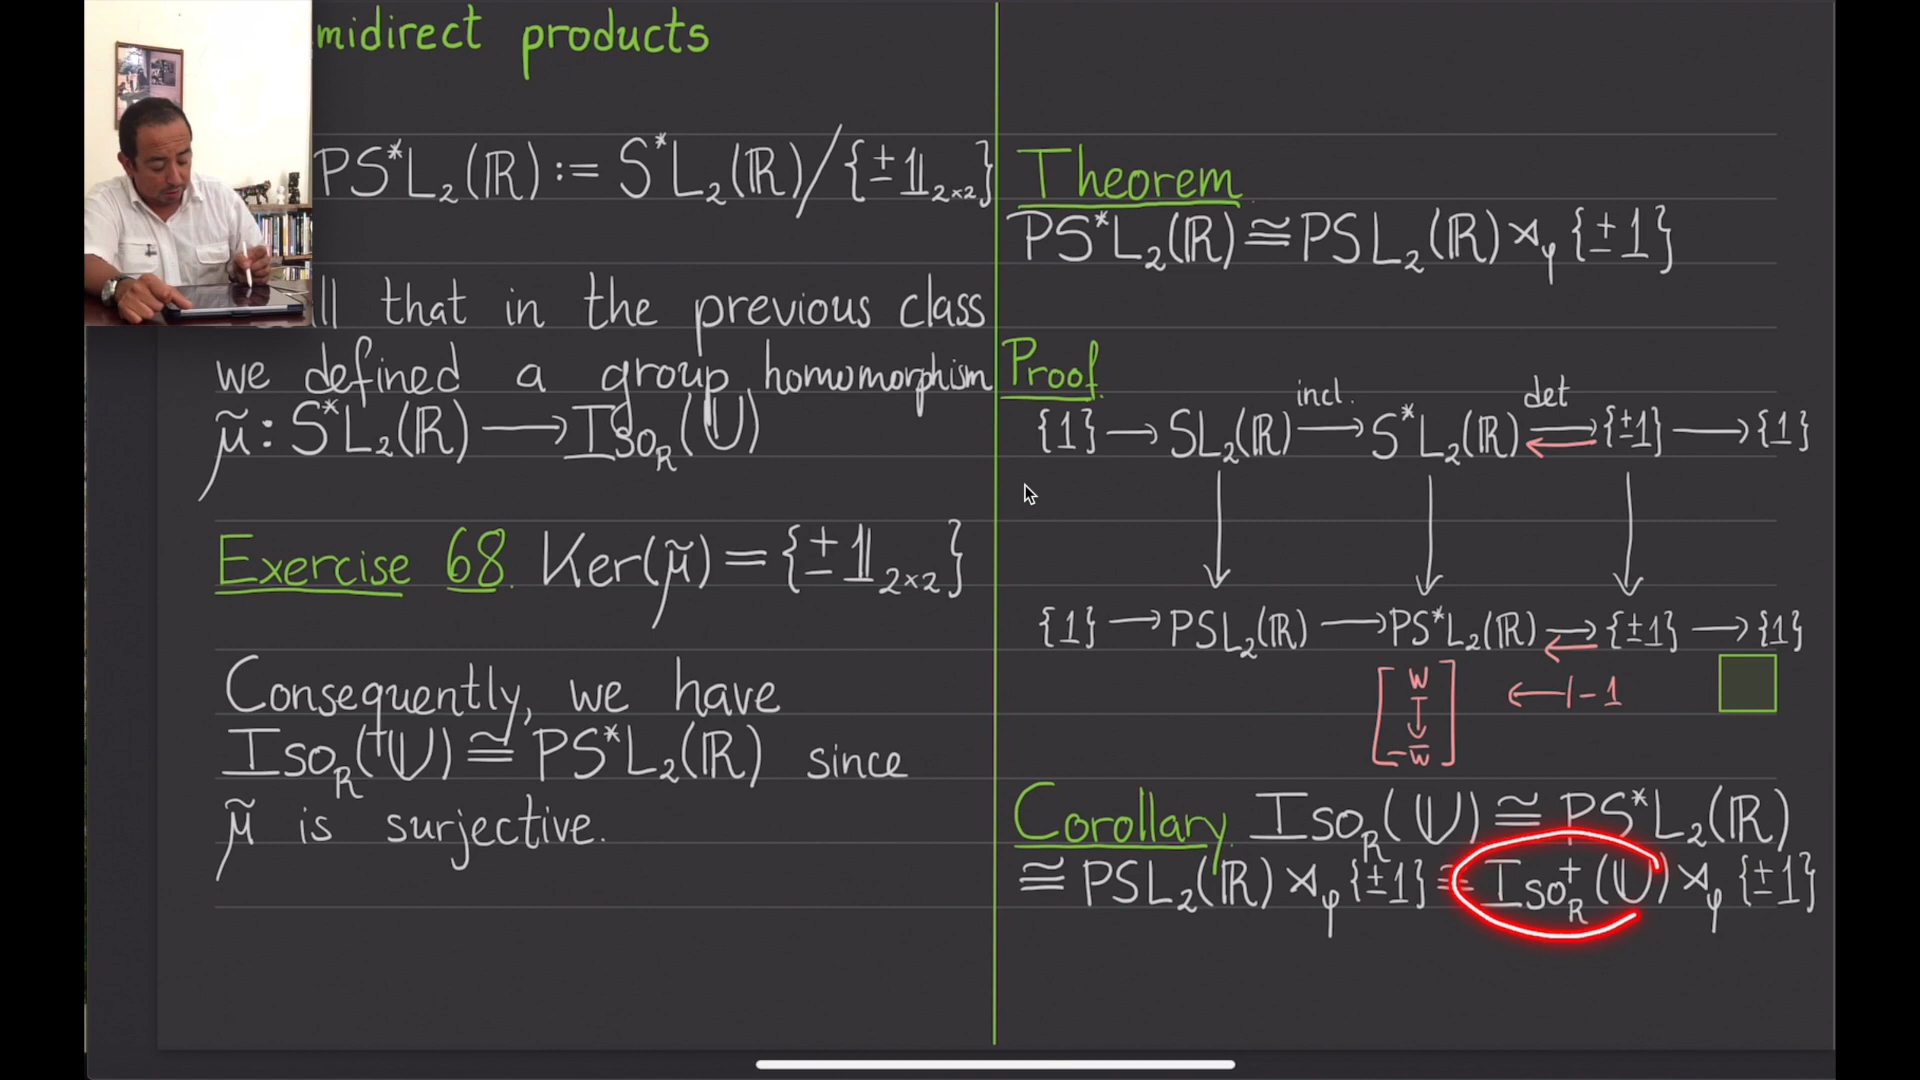 midirect products
PS*L₂(ℝ) := S*L₂(ℝ)/{±𝟙₂ₓ₂}
ll that in the previous class
we defined a group homomorphism
μ̃ : S*L₂(ℝ) ⟶ Iso_R(𝕌)
Exercise 68. Ker(μ̃) = {±𝟙₂ₓ₂}
Consequently, we have
Iso_R(𝕌) ≅ PS*L₂(ℝ) since
μ̃ is surjective.
Theorem.
PS*L₂(ℝ) ≅ PSL₂(ℝ) ⋊_φ {±1}
Proof.
incl. det
{1} → SL₂(ℝ) → S*L₂(ℝ) ⇄ {±1} → {1}
↓ ↓ ↓
{1} → PSL₂(ℝ) → PS*L₂(ℝ) ⇄ {±1} → {1}
[w ↦ -w̄] ⟻ -1
Corollary. Iso_R(𝕌) ≅ PS*L₂(ℝ)
≅ PSL₂(ℝ) ⋊_φ {±1} ≅ Iso⁺_R(𝕌) ⋊_φ {±1}